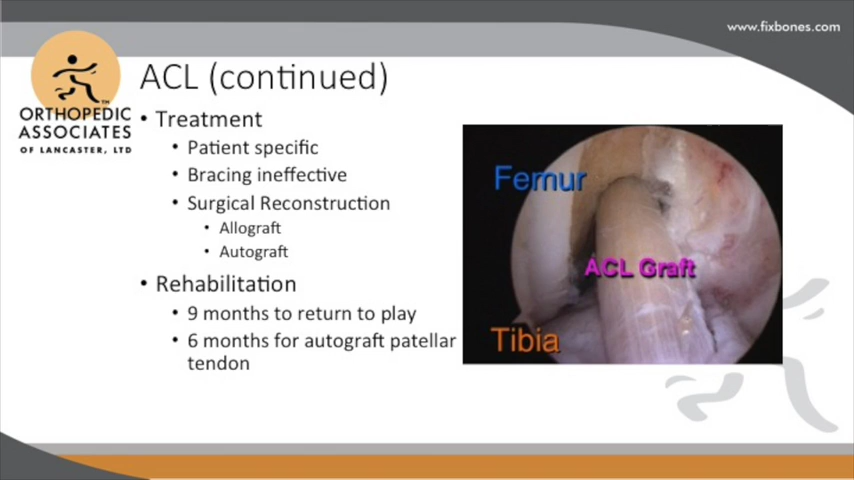 www.fixbones.com
ORTHOPEDIC
ASSOCIATES
OF LANCASTER, LTD
ACL (continued)
• Treatment
• Patient specific
• Bracing ineffective
• Surgical Reconstruction
• Allograft
• Autograft
• Rehabilitation
• 9 months to return to play
• 6 months for autograft patellar
tendon
Femur
ACL Graft
Tibia